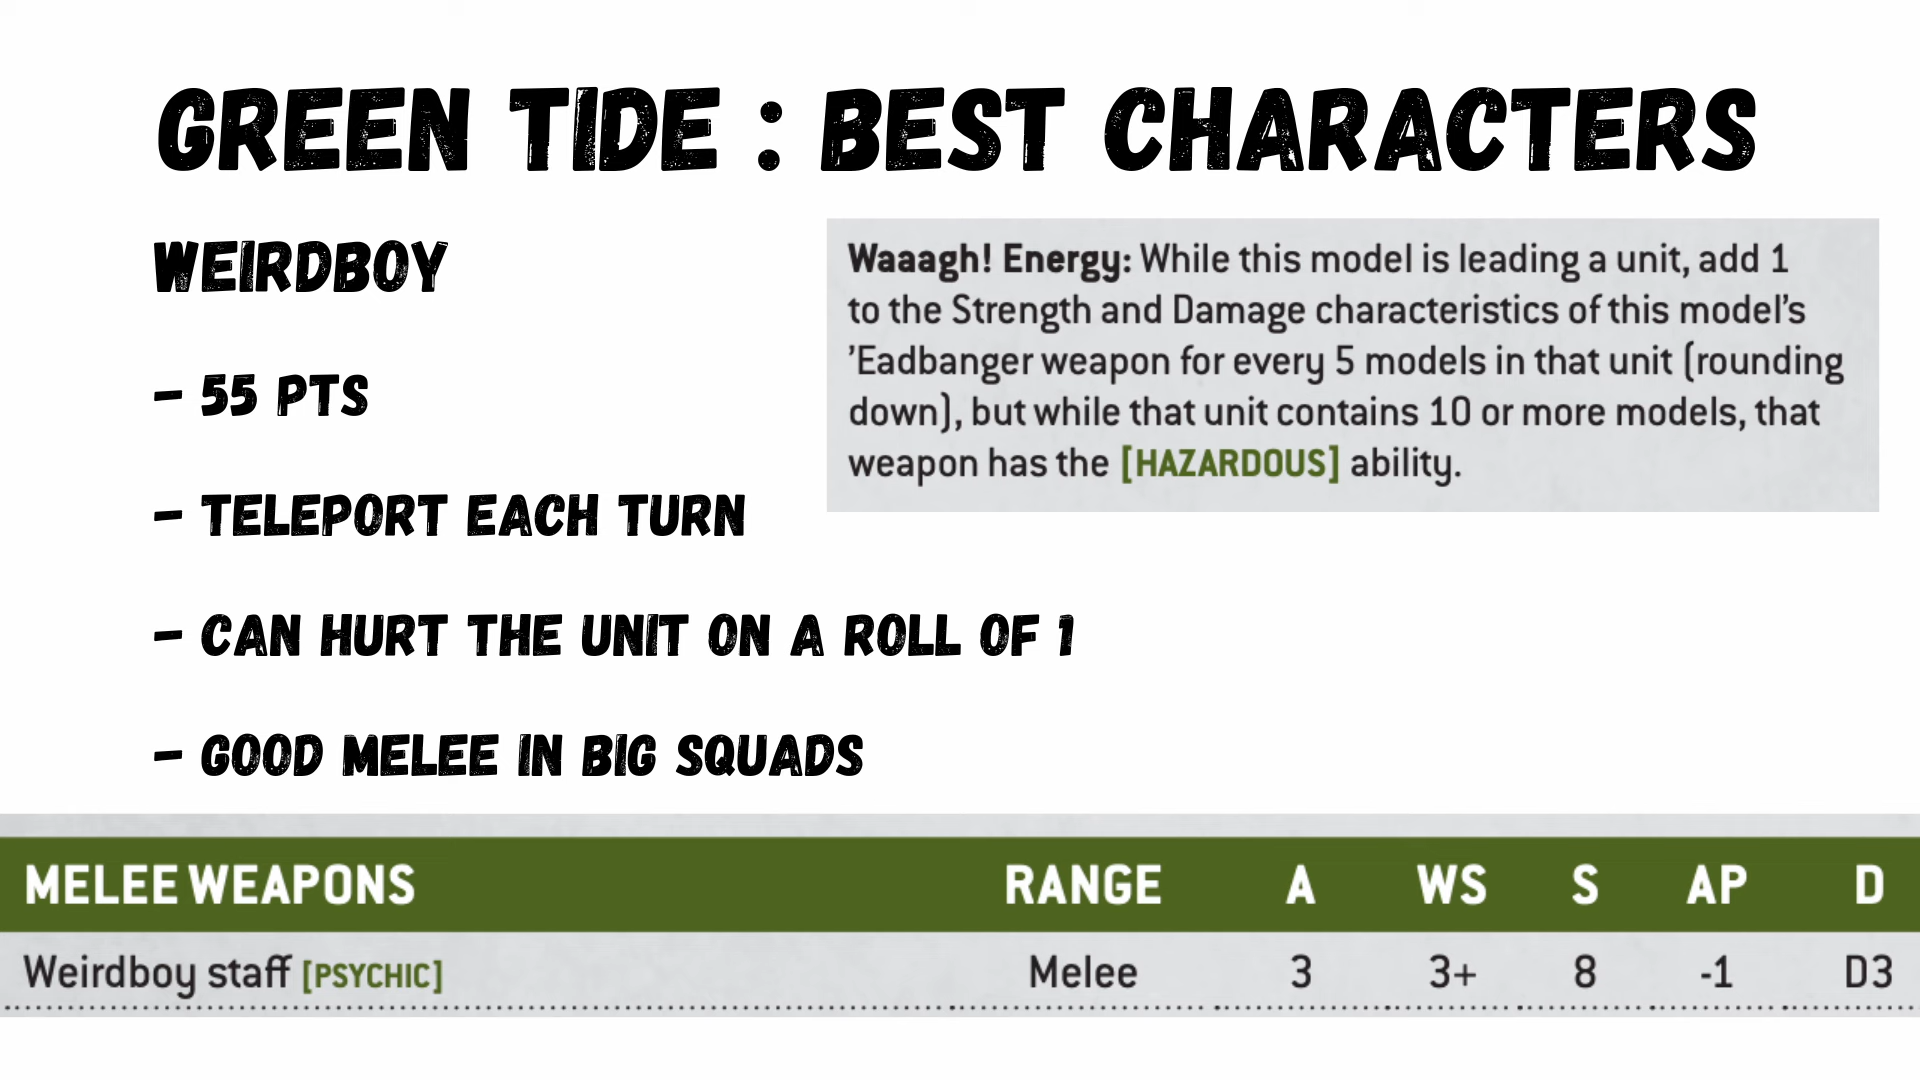 GREEN TIDE : BEST CHARACTERS
WEIRDBOY
- 55 PTS
- TELEPORT EACH TURN
- CAN HURT THE UNIT ON A ROLL OF 1
- GOOD MELEE IN BIG SQUADS
Waaagh! Energy: While this model is leading a unit, add 1
to the Strength and Damage characteristics of this model's
'Eadbanger weapon for every 5 models in that unit (rounding
down), but while that unit contains 10 or more models, that
weapon has the [HAZARDOUS] ability.
MELEE WEAPONS RANGE A WS S AP D
Weirdboy staff [PSYCHIC] Melee 3 3+ 8 -1 D3